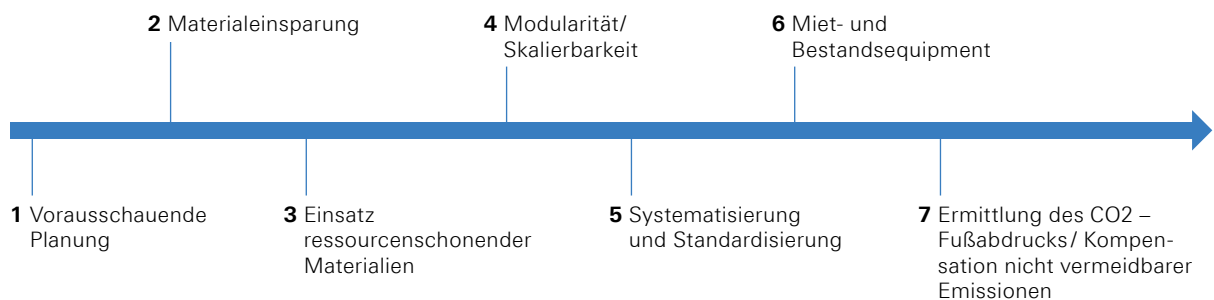 2 Materialeinsparung
4 Modularität/
Skalierbarkeit
6 Miet- und
Bestandsequipment
1 Vorausschauende
Planung
3 Einsatz
ressourcenschonender
Materialien
5 Systematisierung
und Standardisierung
7 Ermittlung des CO2 –
Fußabdrucks/ Kompen-
sation nicht vermeidbarer
Emissionen